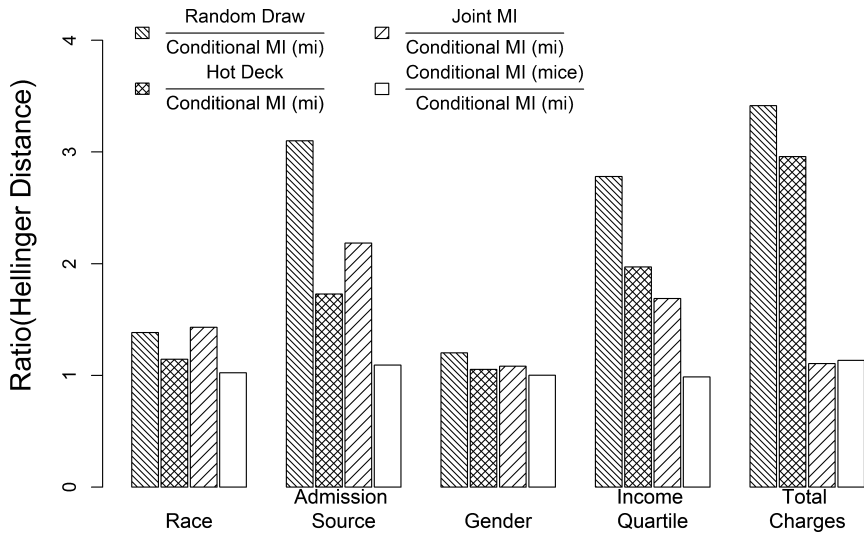 Random Draw
Conditional MI (mi)
Joint MI
Conditional MI (mi)
Hot Deck
Conditional MI (mi)
Conditional MI (mice)
Conditional MI (mi)
Ratio(Hellinger Distance)
4
3
2
1
0
Race
Admission
Source
Gender
Income
Quartile
Total
Charges